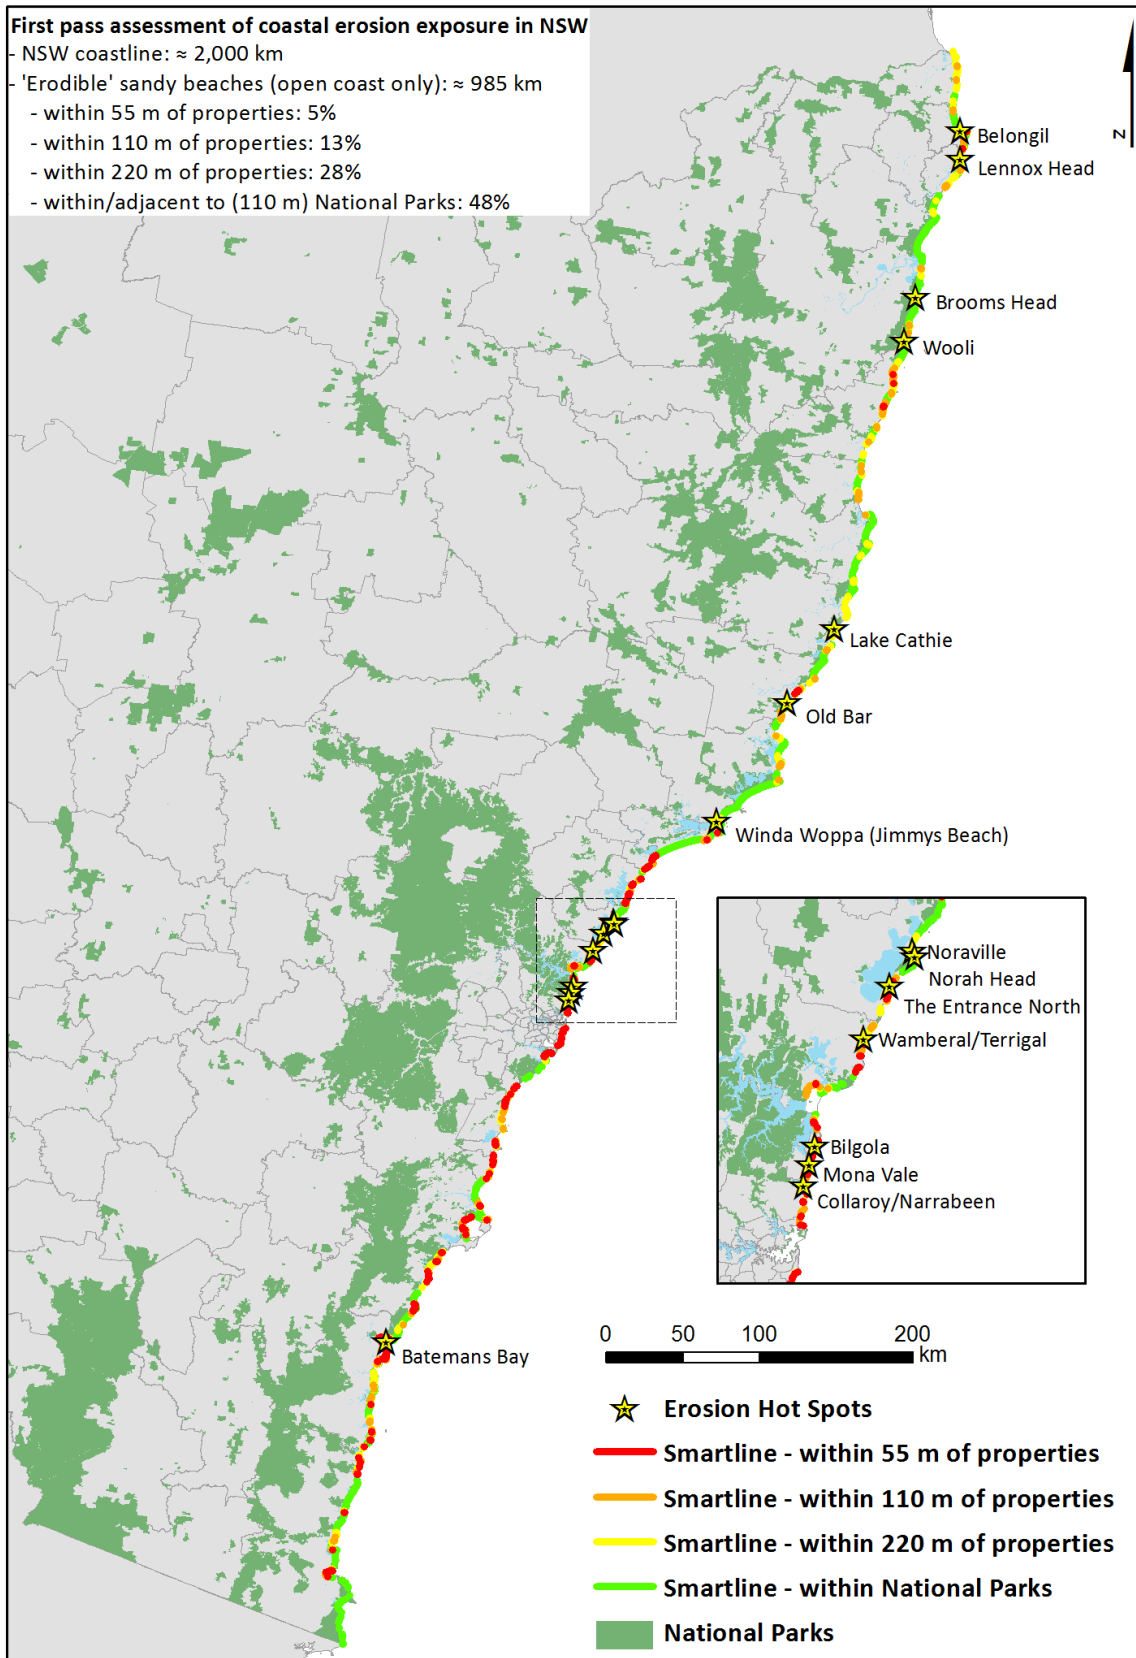 First pass assessment of coastal erosion exposure in NSW
- NSW coastline: ≈ 2,000 km
- 'Erodible' sandy beaches (open coast only): ≈ 985 km
- within 55 m of properties: 5%
- within 110 m of properties: 13%
- within 220 m of properties: 28%
- within/adjacent to (110 m) National Parks: 48%
N
Belongil
Lennox Head
Brooms Head
Wooli
Lake Cathie
Old Bar
Winda Woppa (Jimmys Beach)
Noraville
Norah Head
The Entrance North
Wamberal/Terrigal
Bilgola
Mona Vale
Collaroy/Narrabeen
Batemans Bay
0 50 100 200
km
Erosion Hot Spots
Smartline - within 55 m of properties
Smartline - within 110 m of properties
Smartline - within 220 m of properties
Smartline - within National Parks
National Parks